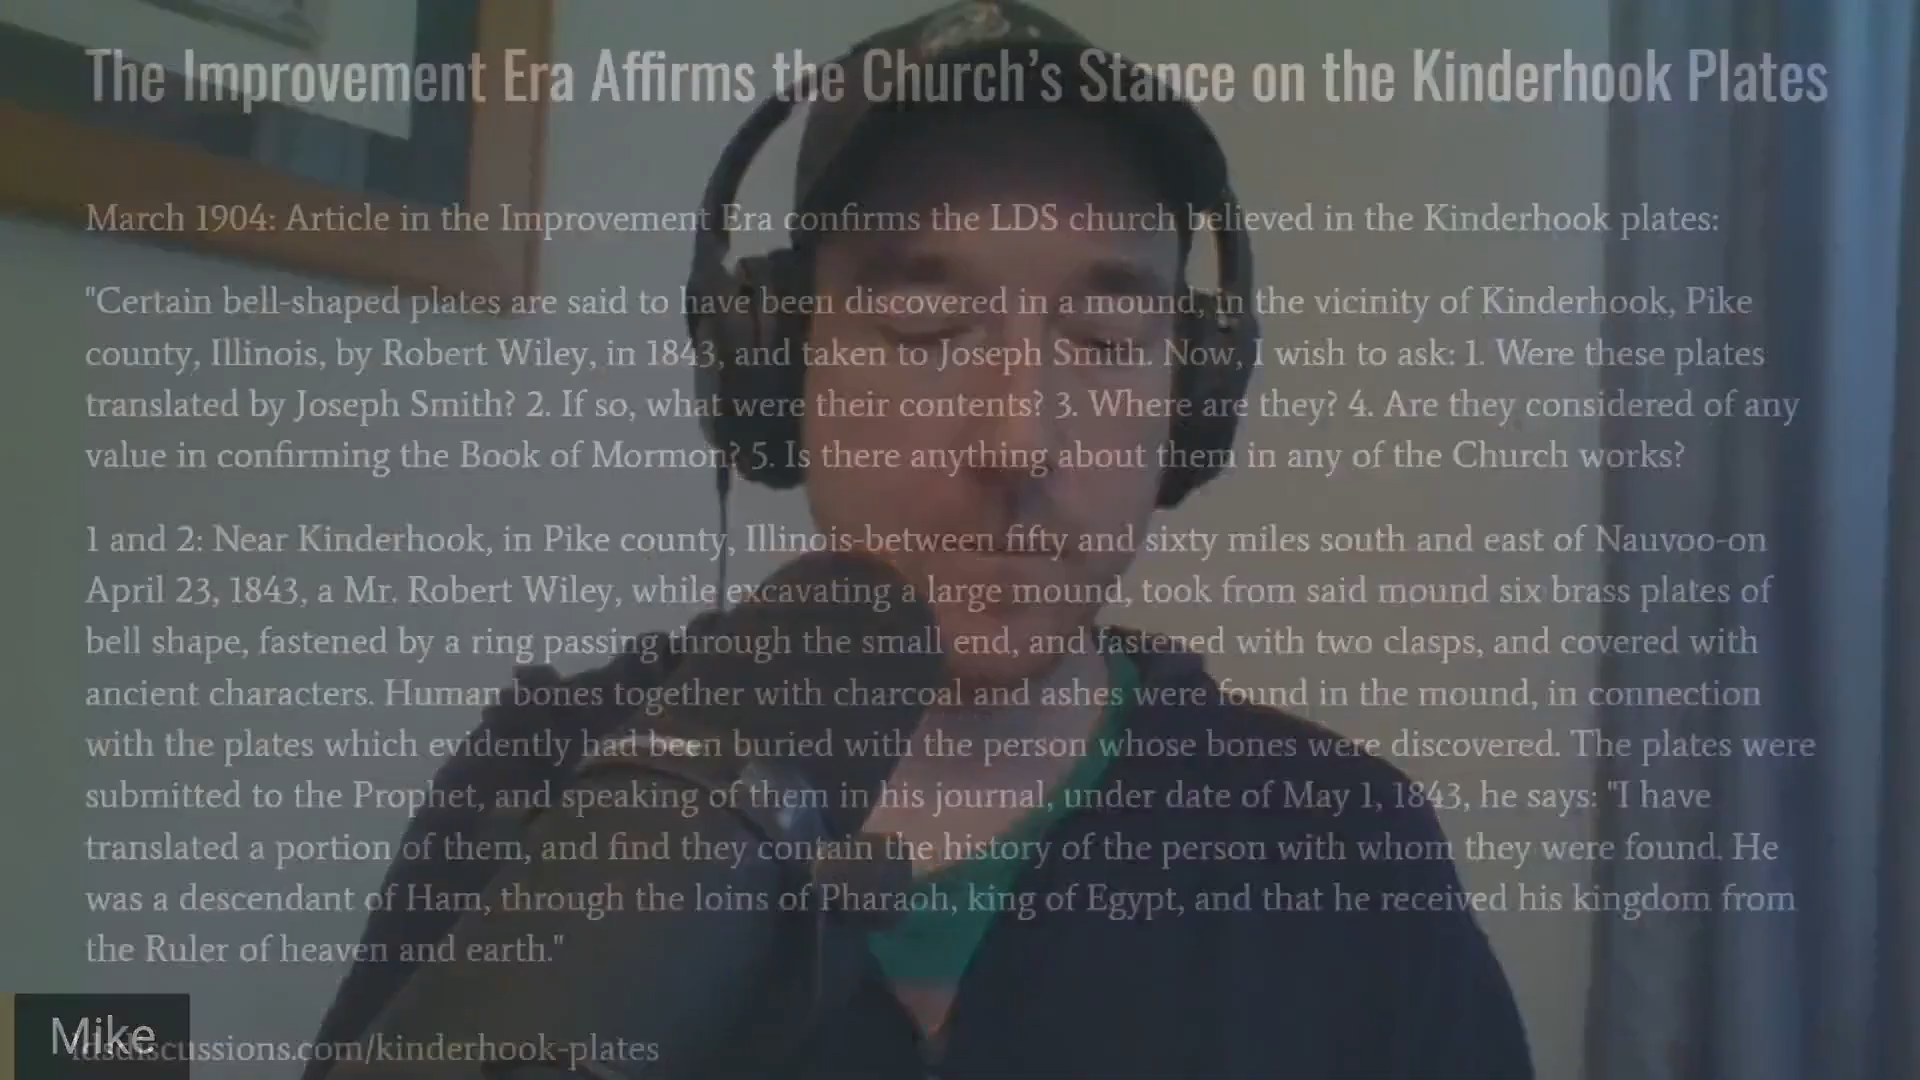 The Improvement Era Affirms the Church's Stance on the Kinderhook Plates
March 1904: Article in the Improvement Era confirms the LDS church believed in the Kinderhook plates:
"Certain bell-shaped plates are said to have been discovered in a mound, in the vicinity of Kinderhook, Pike
county, Illinois, by Robert Wiley, in 1843, and taken to Joseph Smith. Now, I wish to ask: 1. Were these plates
translated by Joseph Smith? 2. If so, what were their contents? 3. Where are they? 4. Are they considered of any
value in confirming the Book of Mormon? 5. Is there anything about them in any of the Church works?
1 and 2: Near Kinderhook, in Pike county, Illinois-between fifty and sixty miles south and east of Nauvoo-on
April 23, 1843, a Mr. Robert Wiley, while excavating a large mound, took from said mound six brass plates of
bell shape, fastened by a ring passing through the small end, and fastened with two clasps, and covered with
ancient characters. Human bones together with charcoal and ashes were found in the mound, in connection
with the plates which evidently had been buried with the person whose bones were discovered. The plates were
submitted to the Prophet, and speaking of them in his journal, under date of May 1, 1843, he says: "I have
translated a portion of them, and find they contain the history of the person with whom they were found. He
was a descendant of Ham, through the loins of Pharaoh, king of Egypt, and that he received his kingdom from
the Ruler of heaven and earth."
Mike
ldsdiscussions.com/kinderhook-plates